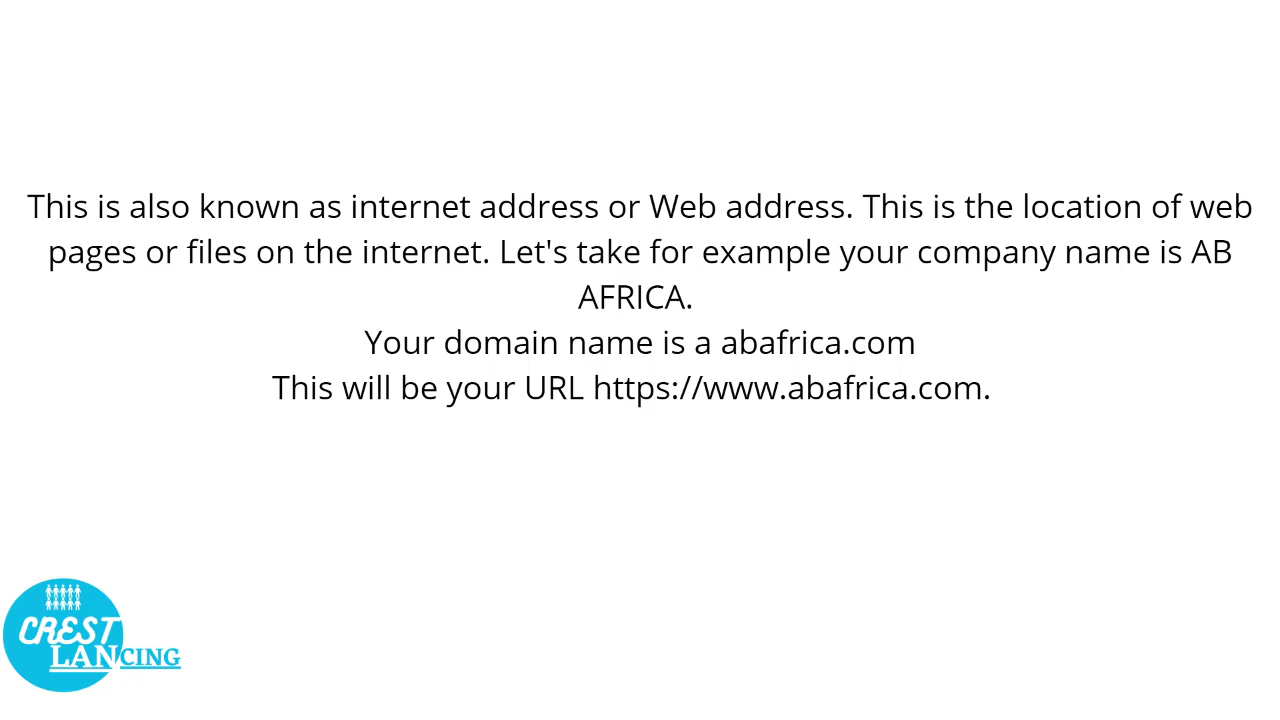 This is also known as internet address or Web address. This is the location of web
pages or files on the internet. Let's take for example your company name is AB
AFRICA.
Your domain name is a abafrica.com
This will be your URL https://www.abafrica.com.
CREST
LANCING